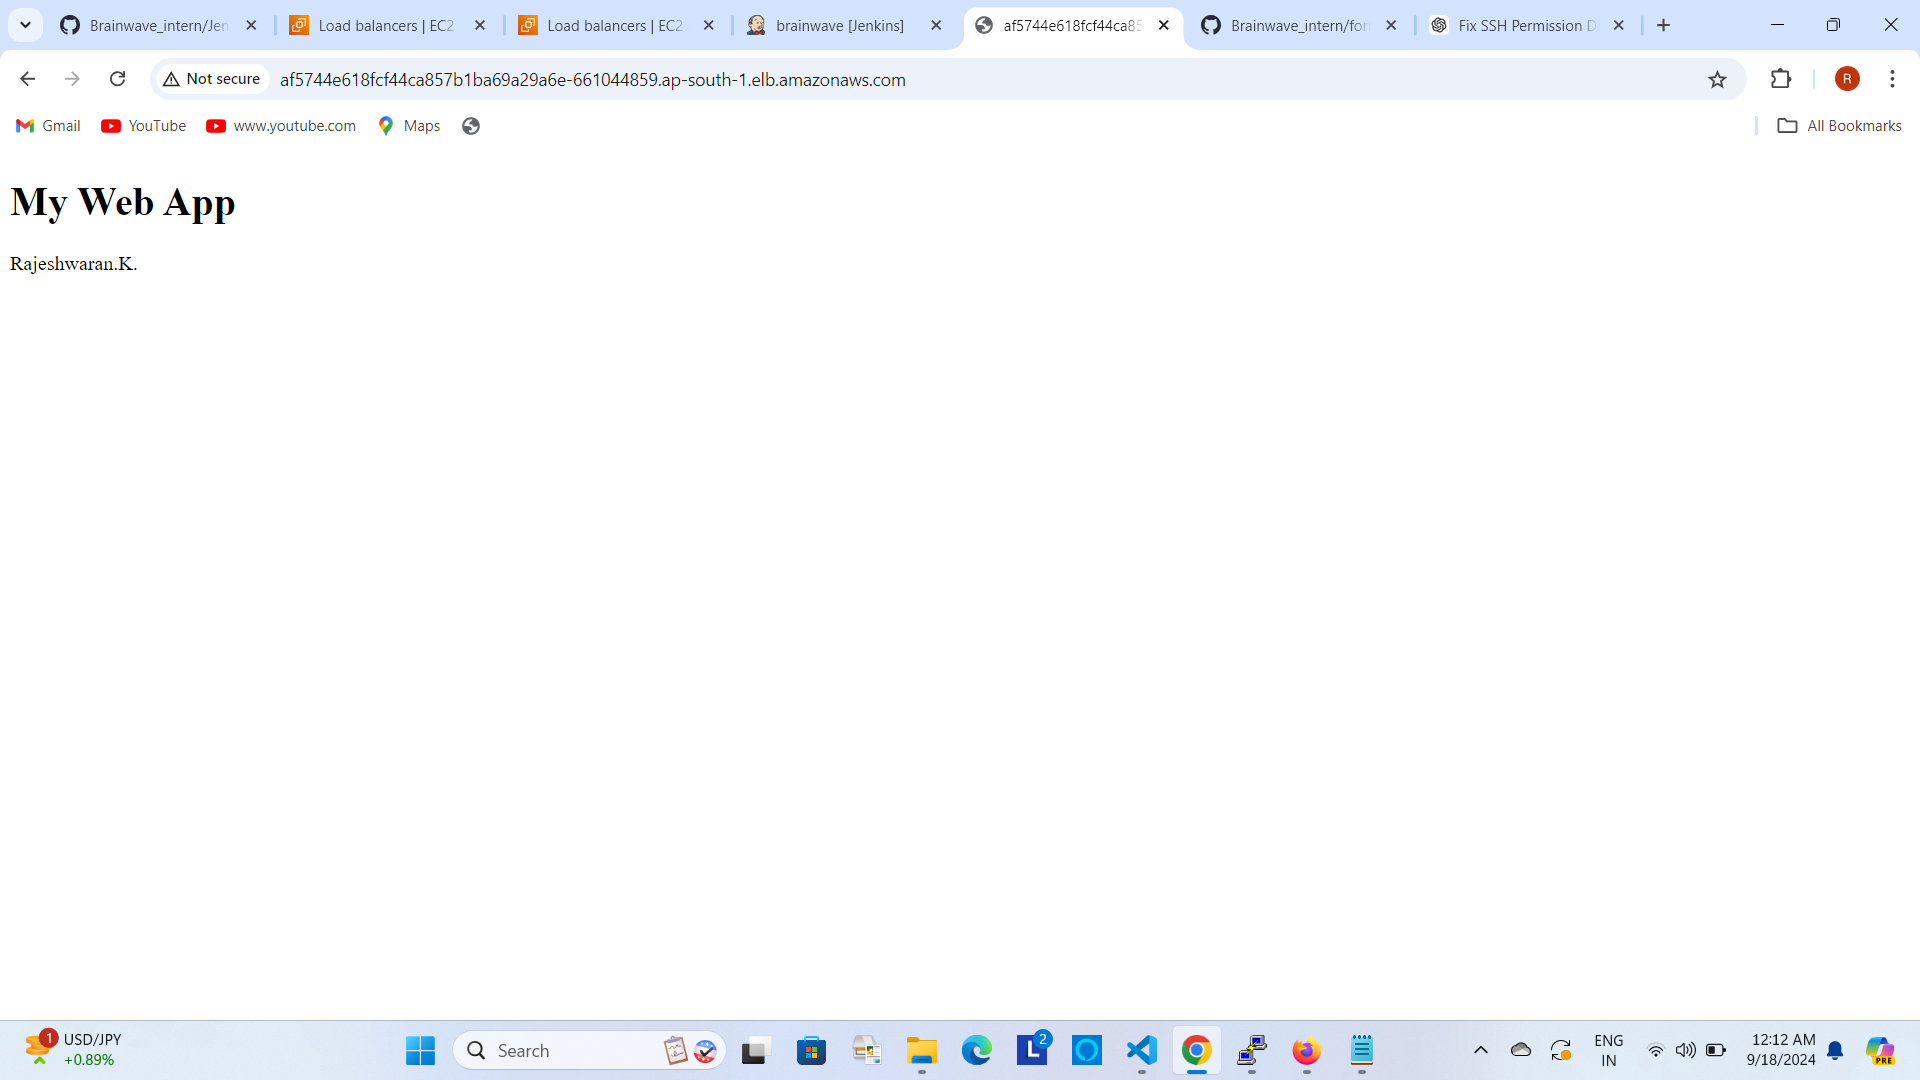 Brainwave_intern/Jen
Load balancers | EC2
Load balancers | EC2
brainwave [Jenkins]
af5744e618fcf44ca85
Brainwave_intern/for
Fix SSH Permission D
Not secure
af5744e618fcf44ca857b1ba69a29a6e-661044859.ap-south-1.elb.amazonaws.com
R
Gmail
YouTube
www.youtube.com
Maps
All Bookmarks
My Web App
Rajeshwaran.K.
1
USD/JPY
+0.89%
Search
L
2
PRE
ENG
IN
12:12 AM
9/18/2024